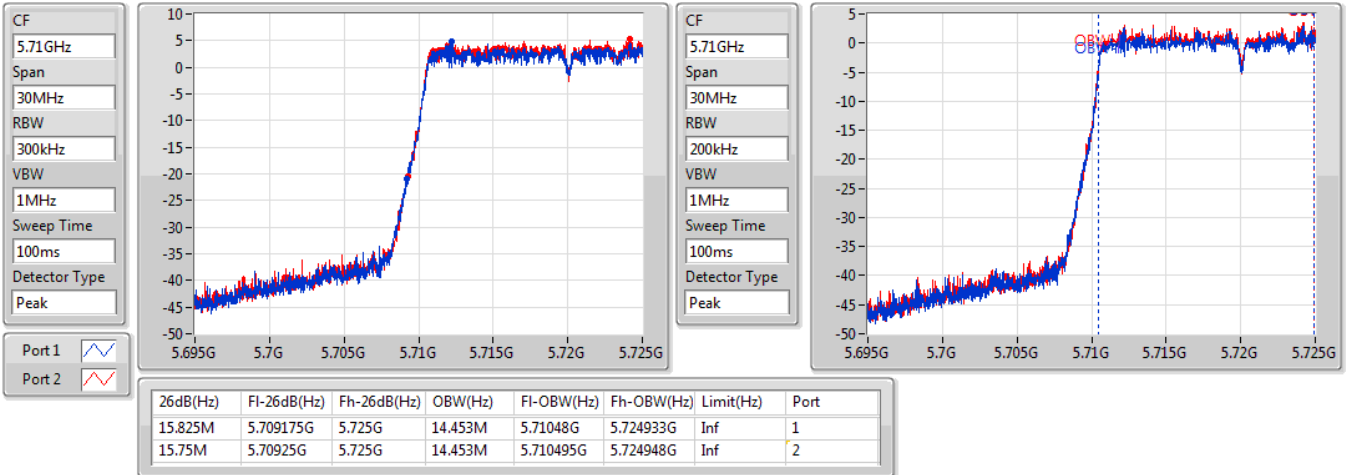 CF
5.71GHz
Span
30MHz
RBW
300kHz
VBW
1MHz
Sweep Time
100ms
Detector Type
Peak
Port 1
Port 2
10
5
0
-5
-10
-15
-20
-25
-30
-35
-40
-45
-50
5.695G 5.7G 5.705G 5.71G 5.715G 5.72G 5.725G
CF
5.71GHz
Span
30MHz
RBW
200kHz
VBW
1MHz
Sweep Time
100ms
Detector Type
Peak
5
0
-5
-10
-15
-20
-25
-30
-35
-40
-45
-50
OBW
OBW
5.695G 5.7G 5.705G 5.71G 5.715G 5.72G 5.725G
26dB(Hz) Fl-26dB(Hz) Fh-26dB(Hz) OBW(Hz) Fl-OBW(Hz) Fh-OBW(Hz) Limit(Hz) Port
15.825M 5.709175G 5.725G 14.453M 5.71048G 5.724933G Inf 1
15.75M 5.70925G 5.725G 14.453M 5.710495G 5.724948G Inf 2